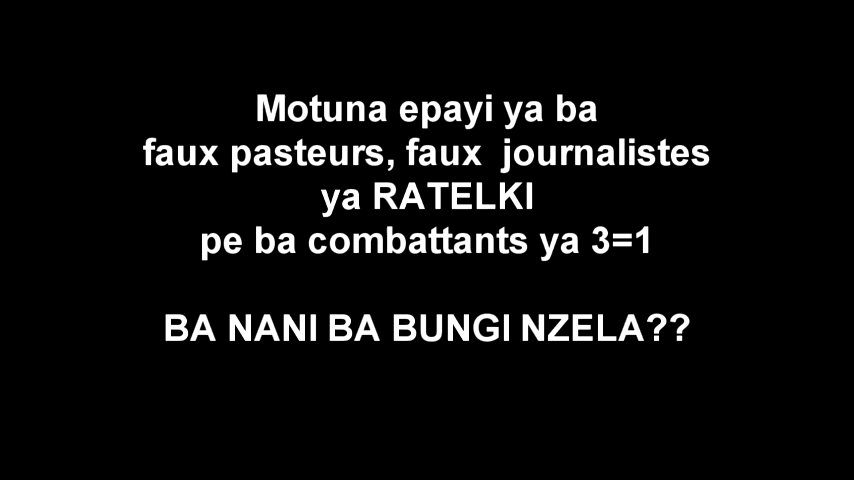 Motuna epayi ya ba
faux pasteurs, faux journalistes
ya RATELKI
pe ba combattants ya 3=1
BA NANI BA BUNGI NZELA??